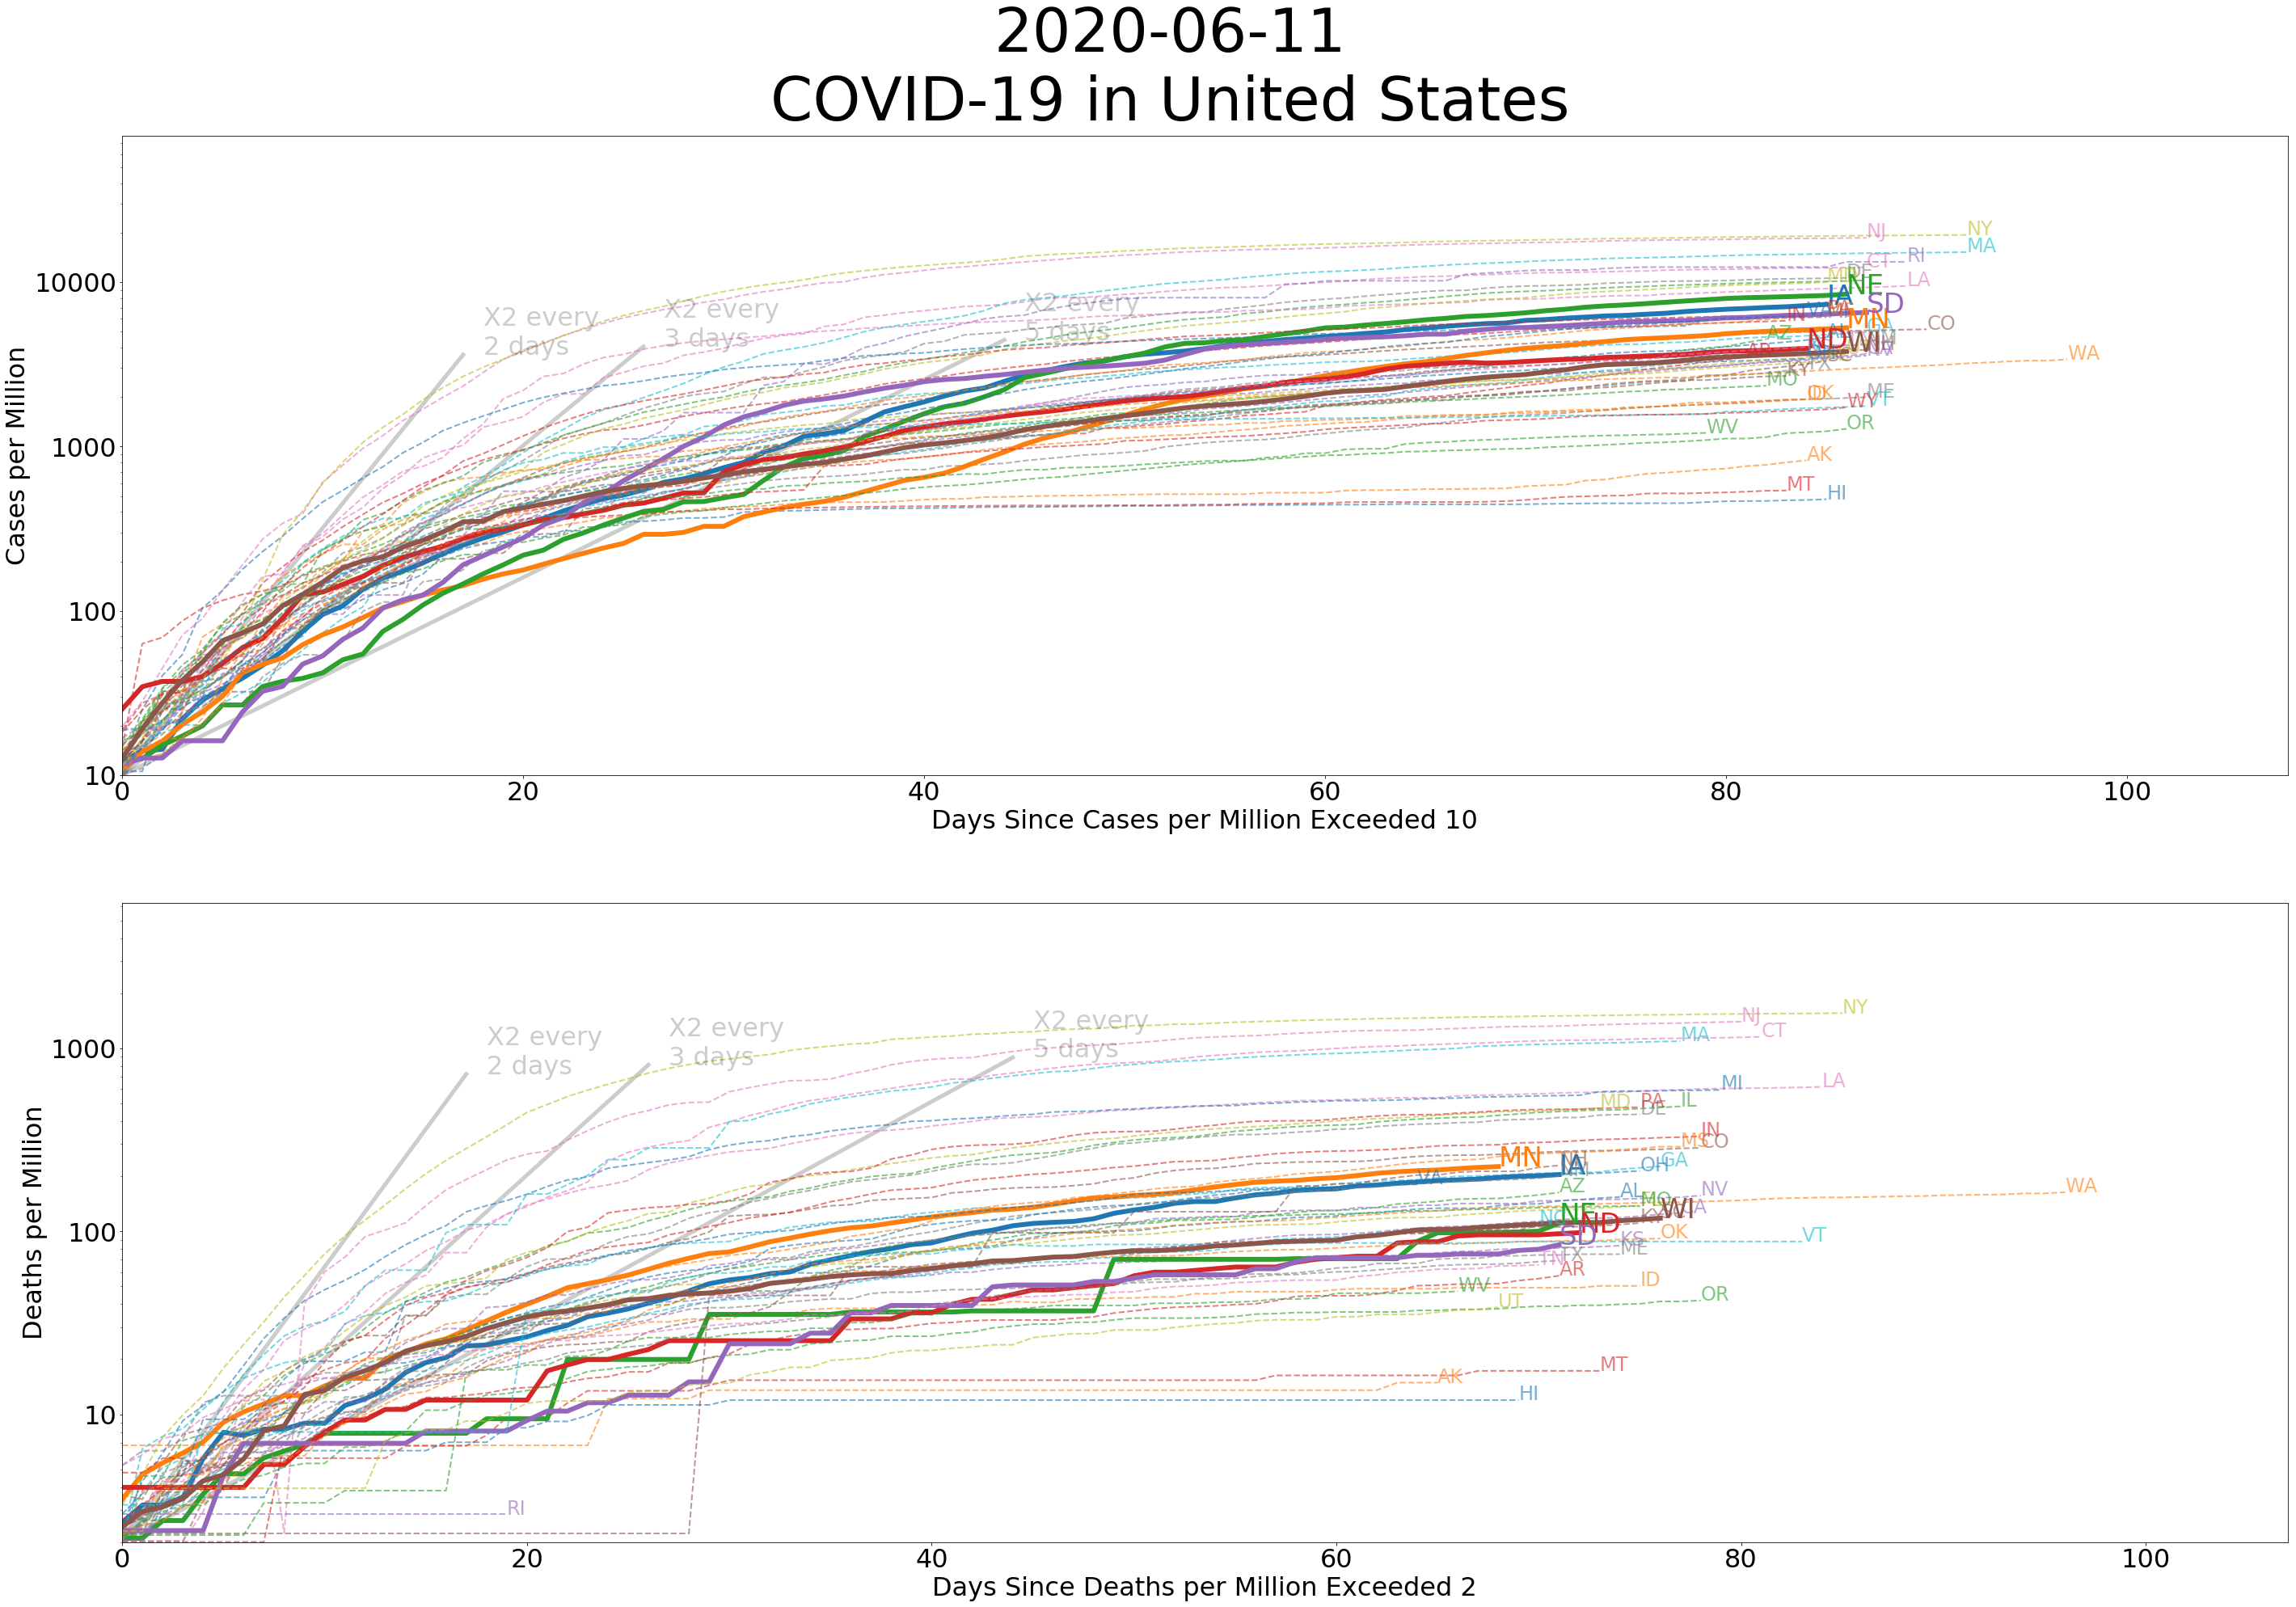 2020-06-11
COVID-19 in United States
Cases per Million
10000
1000
100
10
X2 every
2 days
X2 every
3 days
X2 every
5 days
NY
NJ
MA
RI
CT
DE
LA
NE
IA
SD
IN
MN
CO
AZ
ND
WI
WA
KY
TX
MO
OK
ME
WY
VT
OR
WV
AK
MT
HI
0
20
40
60
80
100
Days Since Cases per Million Exceeded 10
Deaths per Million
1000
100
10
X2 every
2 days
X2 every
3 days
X2 every
5 days
NY
NJ
CT
MA
MI
LA
MD
PA
IL
DE
IN
MS
CO
MN
IA
GA
OH
VA
AZ
AL
NV
WA
MO
NE
WI
ND
SD
OK
VT
KS
ME
TX
TN
AR
ID
WV
OR
UT
MT
AK
HI
RI
0
20
40
60
80
100
Days Since Deaths per Million Exceeded 2